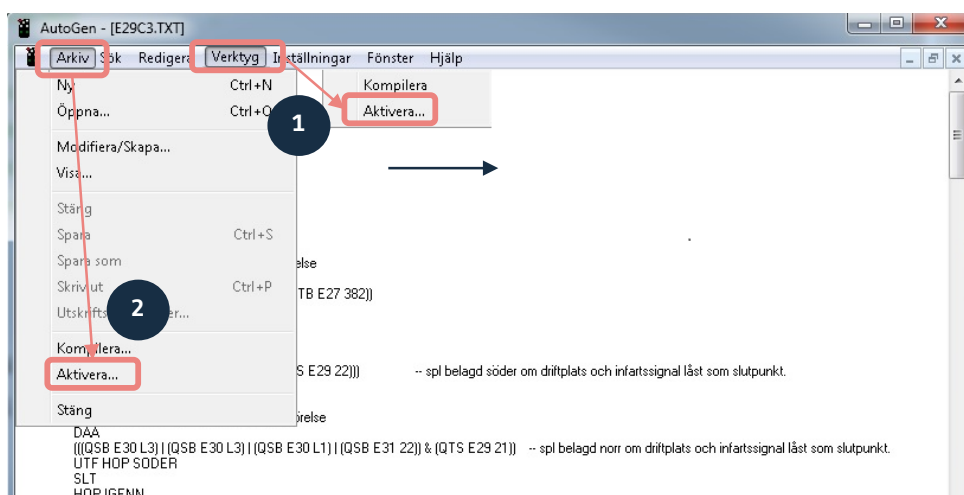 AutoGen - [E29C3.TXT]
Arkiv Sök Redigera Verktyg Inställningar Fönster Hjälp
Ny Ctrl+N
Öppna... Ctrl+O
Modifiera/Skapa...
Visa...
Stäng
Spara Ctrl+S
Spara som
Skriv ut Ctrl+P
Kompilera...
Aktivera...
Stäng
Kompilera
Aktivera...
1
2
TB E27 382))
S E29 22))) -- spl belagd söder om driftplats och infartssignal låst som slutpunkt.
DAA
(((QSB E30 L3) | (QSB E30 L3) | (QSB E30 L1) | (QSB E31 22)) & (QTS E29 21)) -- spl belagd norr om driftplats och infartssignal låst som slutpunkt.
UTF HOP SÖDER
SLT